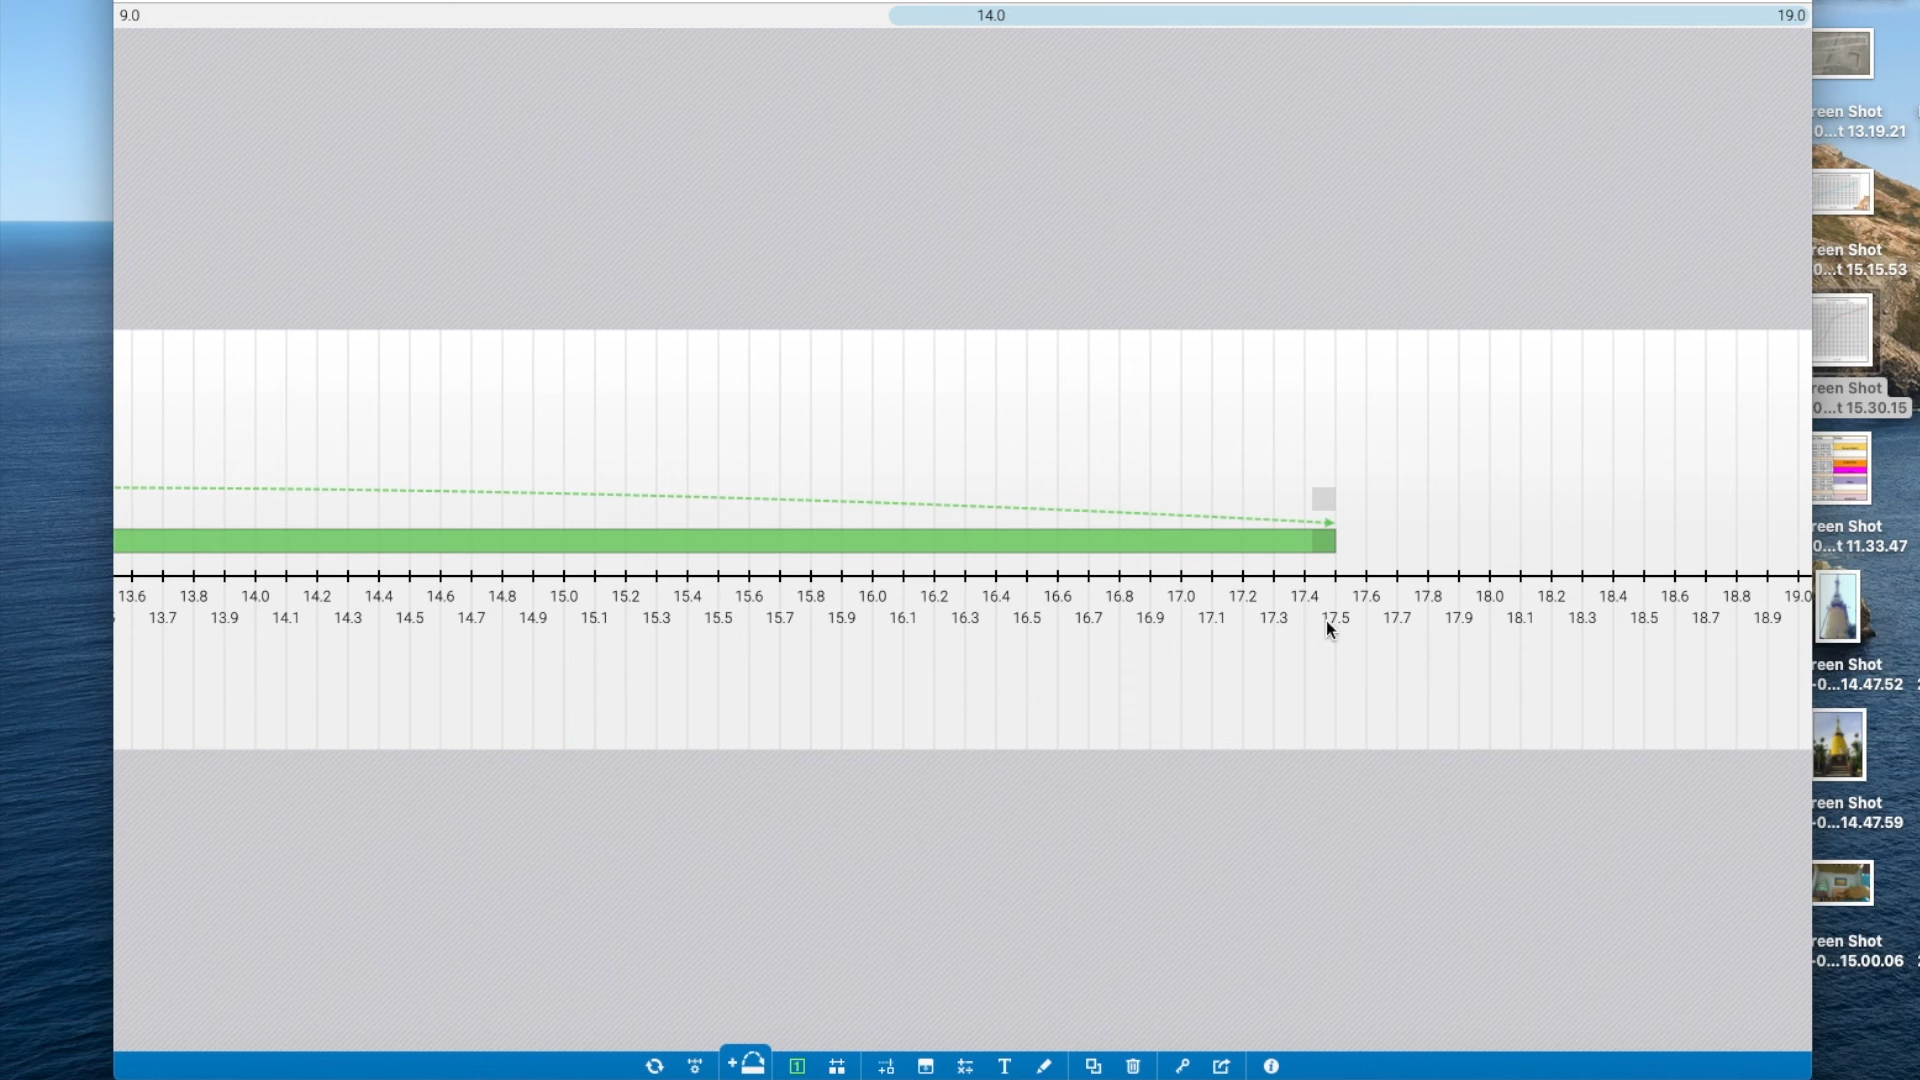 9.0 14.0 19.0
13.6 13.8 14.0 14.2 14.4 14.6 14.8 15.0 15.2 15.4 15.6 15.8 16.0 16.2 16.4 16.6 16.8 17.0 17.2 17.4 17.6 17.8 18.0 18.2 18.4 18.6 18.8 19.0
13.7 13.9 14.1 14.3 14.5 14.7 14.9 15.1 15.3 15.5 15.7 15.9 16.1 16.3 16.5 16.7 16.9 17.1 17.3 17.5 17.7 17.9 18.1 18.3 18.5 18.7 18.9
1
T
reen Shot
0...t 13.19.21
reen Shot
0...t 15.15.53
reen Shot
0...t 15.30.15
reen Shot
0...t 11.33.47
reen Shot
-0...14.47.52
reen Shot
-0...14.47.59
reen Shot
-0...15.00.06